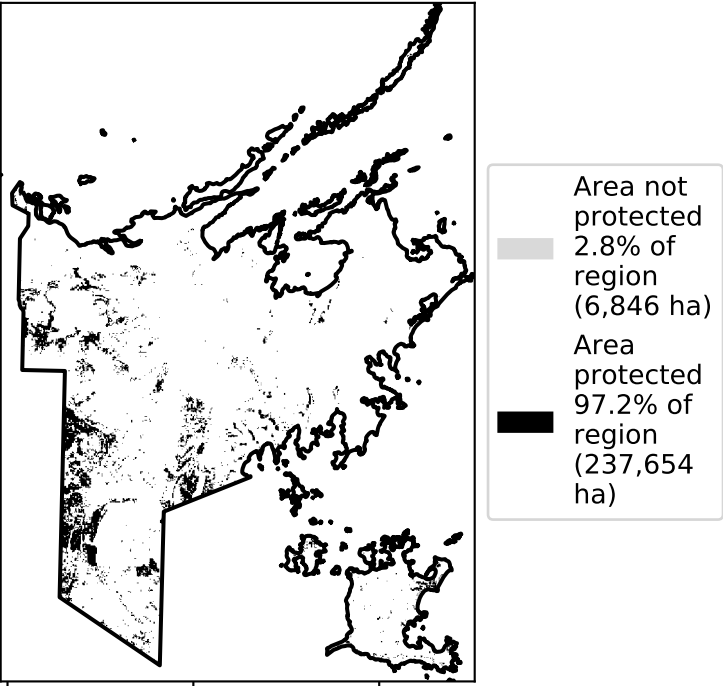 Area not
protected
2.8% of
region
(6,846 ha)
Area
protected
97.2% of
region
(237,654
ha)